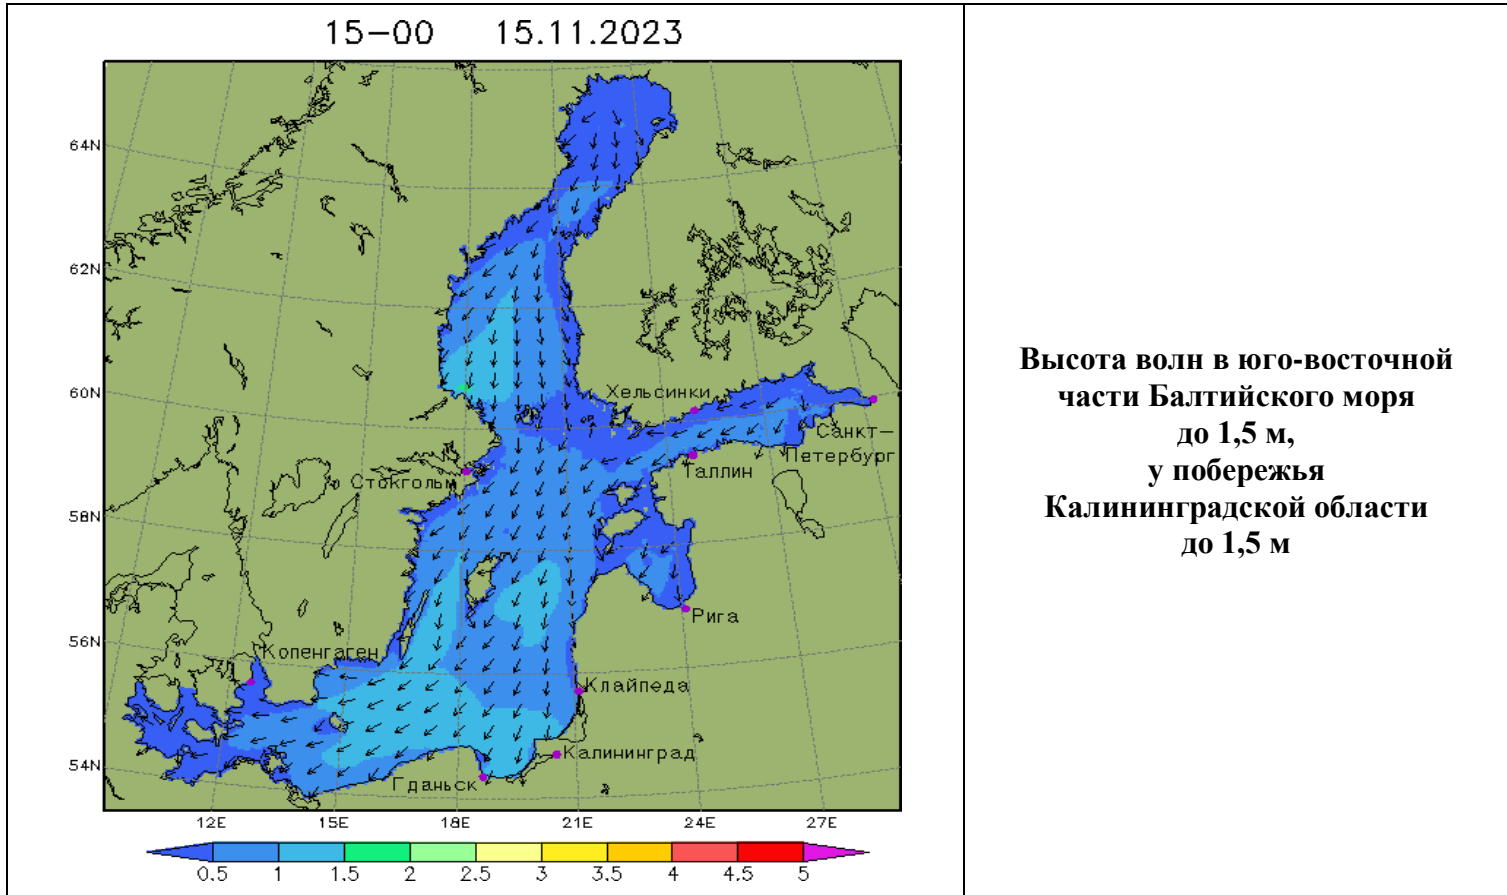 15-00 15.11.2023
64N
62N
60N
58N
56N
54N
Хельсинки
Санкт-
Петербург
Таллин
Стокгольм
Рига
Копенгаген
Клайпеда
Калининград
Гданьск
12E 15E 18E 21E 24E 27E
0.5 1 1.5 2 2.5 3 3.5 4 4.5 5
Высота волн в юго-восточной
части Балтийского моря
до 1,5 м,
у побережья
Калининградской области
до 1,5 м